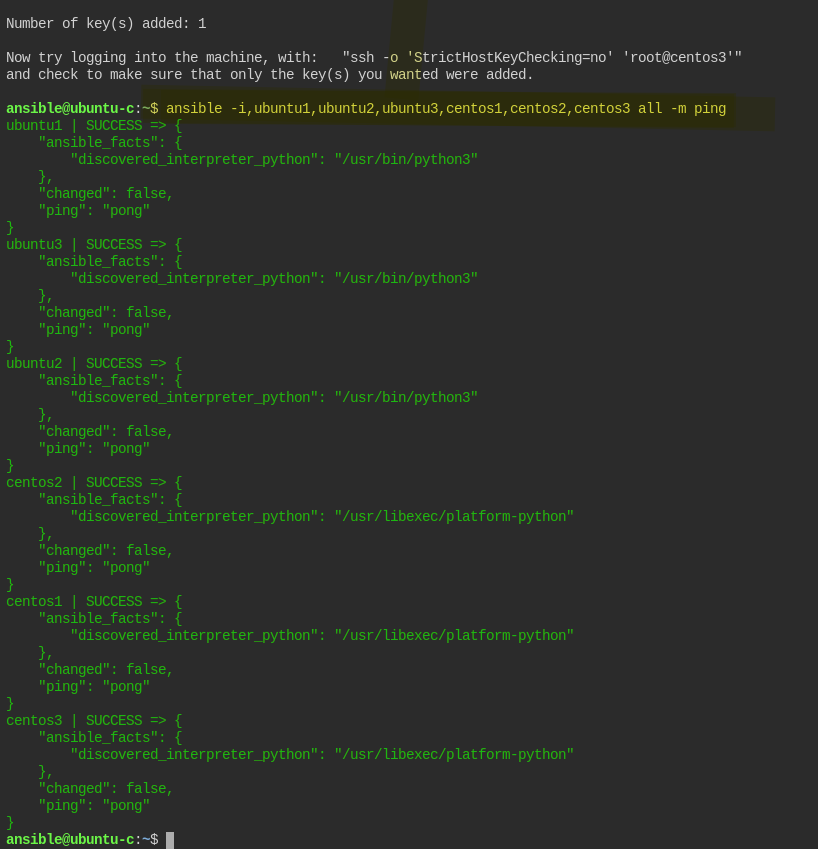 Number of key(s) added: 1
Now try logging into the machine, with:   "ssh -o 'StrictHostKeyChecking=no' 'root@centos3'"
and check to make sure that only the key(s) you wanted were added.
ansible@ubuntu-c:~$ ansible -i,ubuntu1,ubuntu2,ubuntu3,centos1,centos2,centos3 all -m ping
ubuntu1 | SUCCESS => {
    "ansible_facts": {
        "discovered_interpreter_python": "/usr/bin/python3"
    },
    "changed": false,
    "ping": "pong"
}
ubuntu3 | SUCCESS => {
    "ansible_facts": {
        "discovered_interpreter_python": "/usr/bin/python3"
    },
    "changed": false,
    "ping": "pong"
}
ubuntu2 | SUCCESS => {
    "ansible_facts": {
        "discovered_interpreter_python": "/usr/bin/python3"
    },
    "changed": false,
    "ping": "pong"
}
centos2 | SUCCESS => {
    "ansible_facts": {
        "discovered_interpreter_python": "/usr/libexec/platform-python"
    },
    "changed": false,
    "ping": "pong"
}
centos1 | SUCCESS => {
    "ansible_facts": {
        "discovered_interpreter_python": "/usr/libexec/platform-python"
    },
    "changed": false,
    "ping": "pong"
}
centos3 | SUCCESS => {
    "ansible_facts": {
        "discovered_interpreter_python": "/usr/libexec/platform-python"
    },
    "changed": false,
    "ping": "pong"
}
ansible@ubuntu-c:~$